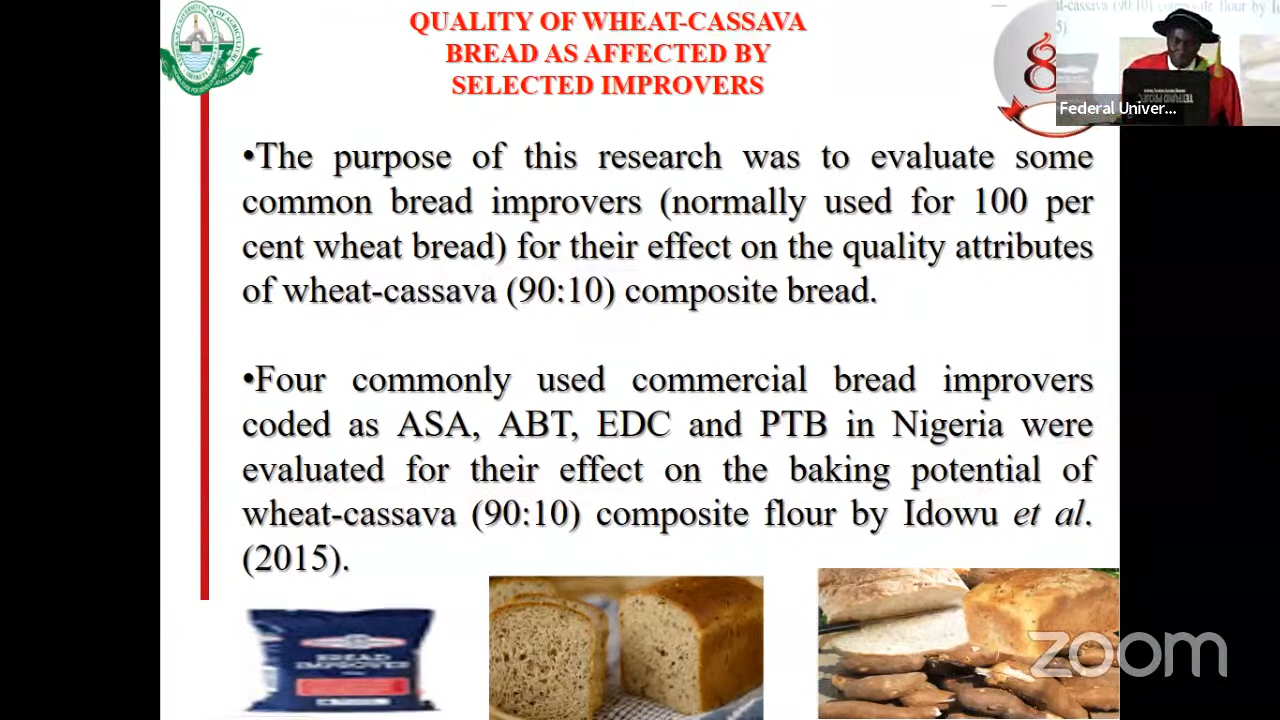 QUALITY OF WHEAT-CASSAVA
BREAD AS AFFECTED BY
SELECTED IMPROVERS
•The purpose of this research was to evaluate some
common bread improvers (normally used for 100 per
cent wheat bread) for their effect on the quality attributes
of wheat-cassava (90:10) composite bread.
•Four commonly used commercial bread improvers
coded as ASA, ABT, EDC and PTB in Nigeria were
evaluated for their effect on the baking potential of
wheat-cassava (90:10) composite flour by Idowu et al.
(2015).
Federal Univer...
BREAD
IMPROVER
zoom